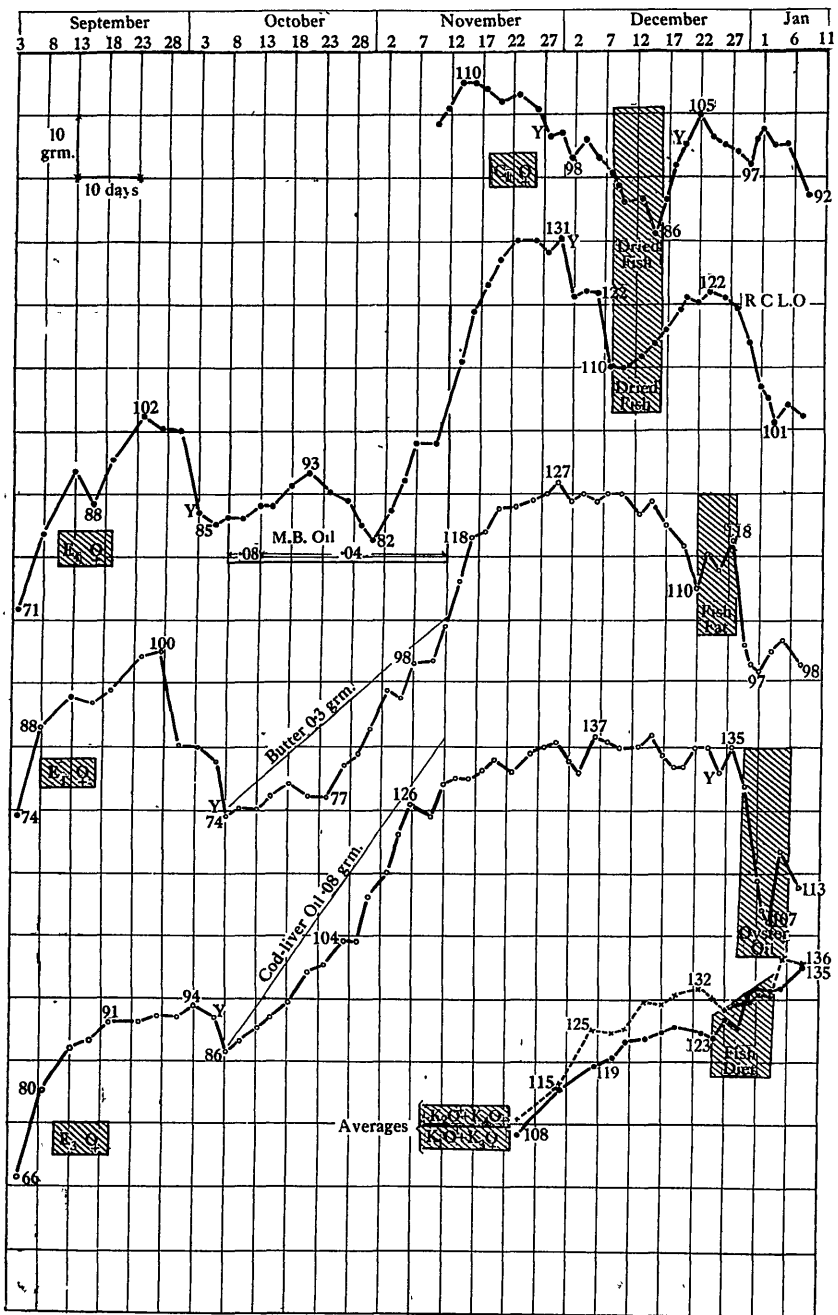 September October November December Jan
3 8 13 18 23 28 3 8 13 18 23 28 2 7 12 17 22 27 2 7 12 17 22 27 1 6 11
110
105
10
grm.
Y
Y
10 days
98
97
92
86
Dried
Fish
131
Y
122
122
R C L.O
110
Dried
Fish
101
102
93
88
Y
85
82
M.B. Oil
·08 ·04
71
127
118
118
110
Fish
Fat
97
98
100
98
Butter 0·3 grm.
88
Y
74
77
74
137
135
Y
126
113
107
Oyster
Oil
Cod-liver Oil ·08 grm.
104
94
91
Y
86
80
66
136
135
132
125
123
119
115
Fish
Diet
Averages
108